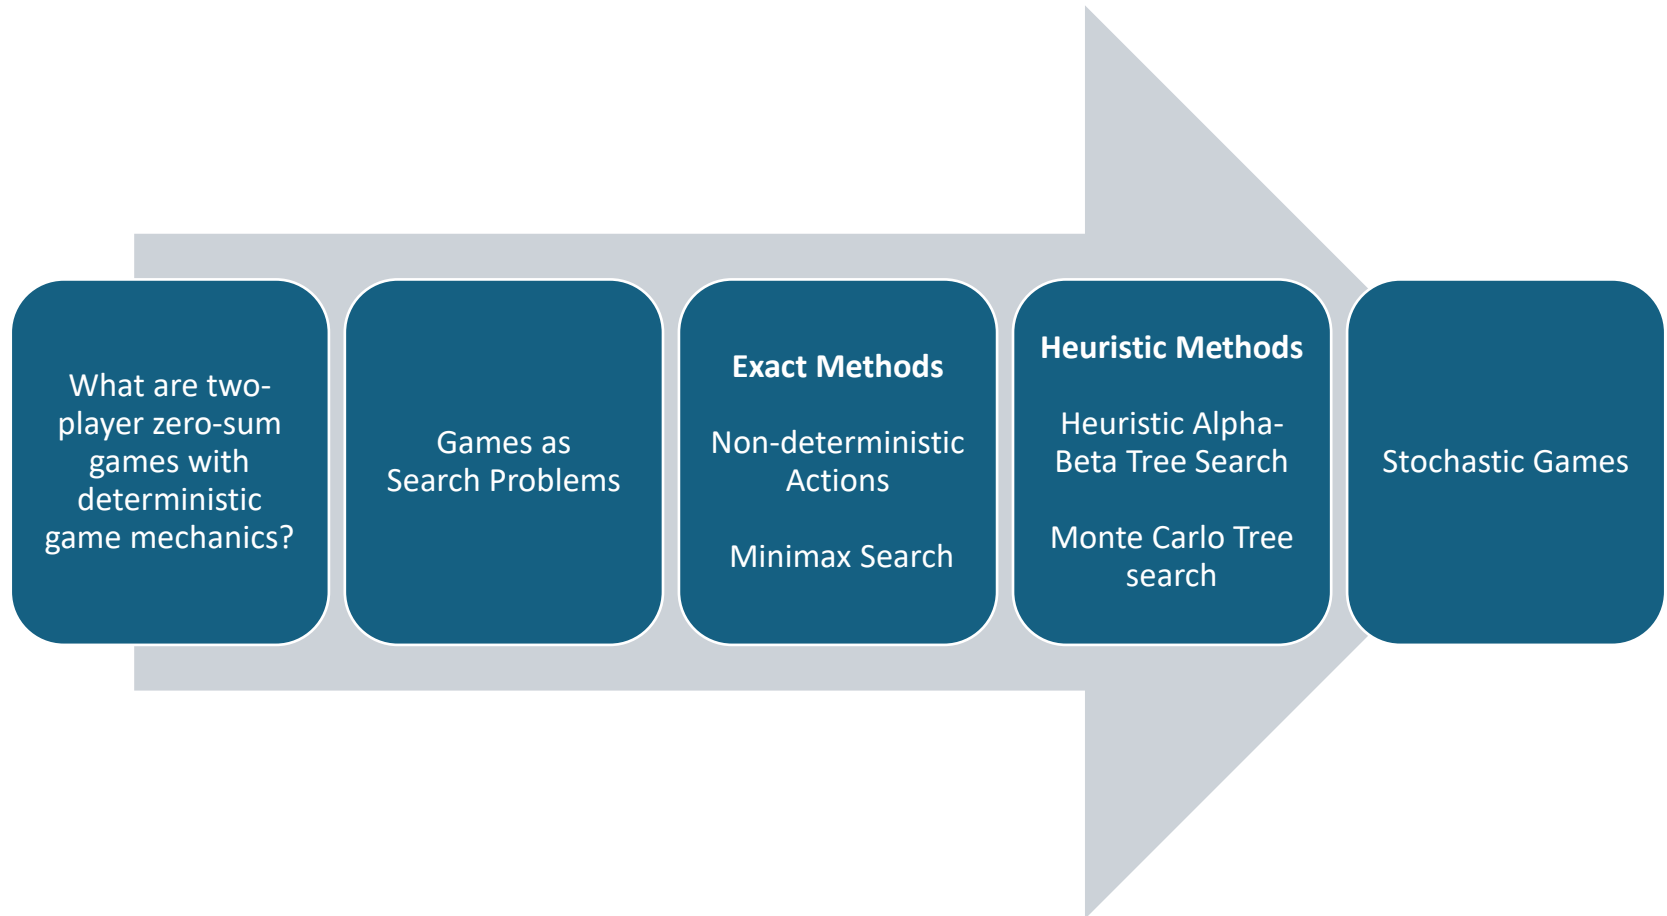 What are two-
player zero-sum
games with
deterministic
game mechanics?
Games as
Search Problems
Exact Methods
Non-deterministic
Actions
Minimax Search
Heuristic Methods
Heuristic Alpha-
Beta Tree Search
Monte Carlo Tree
search
Stochastic Games